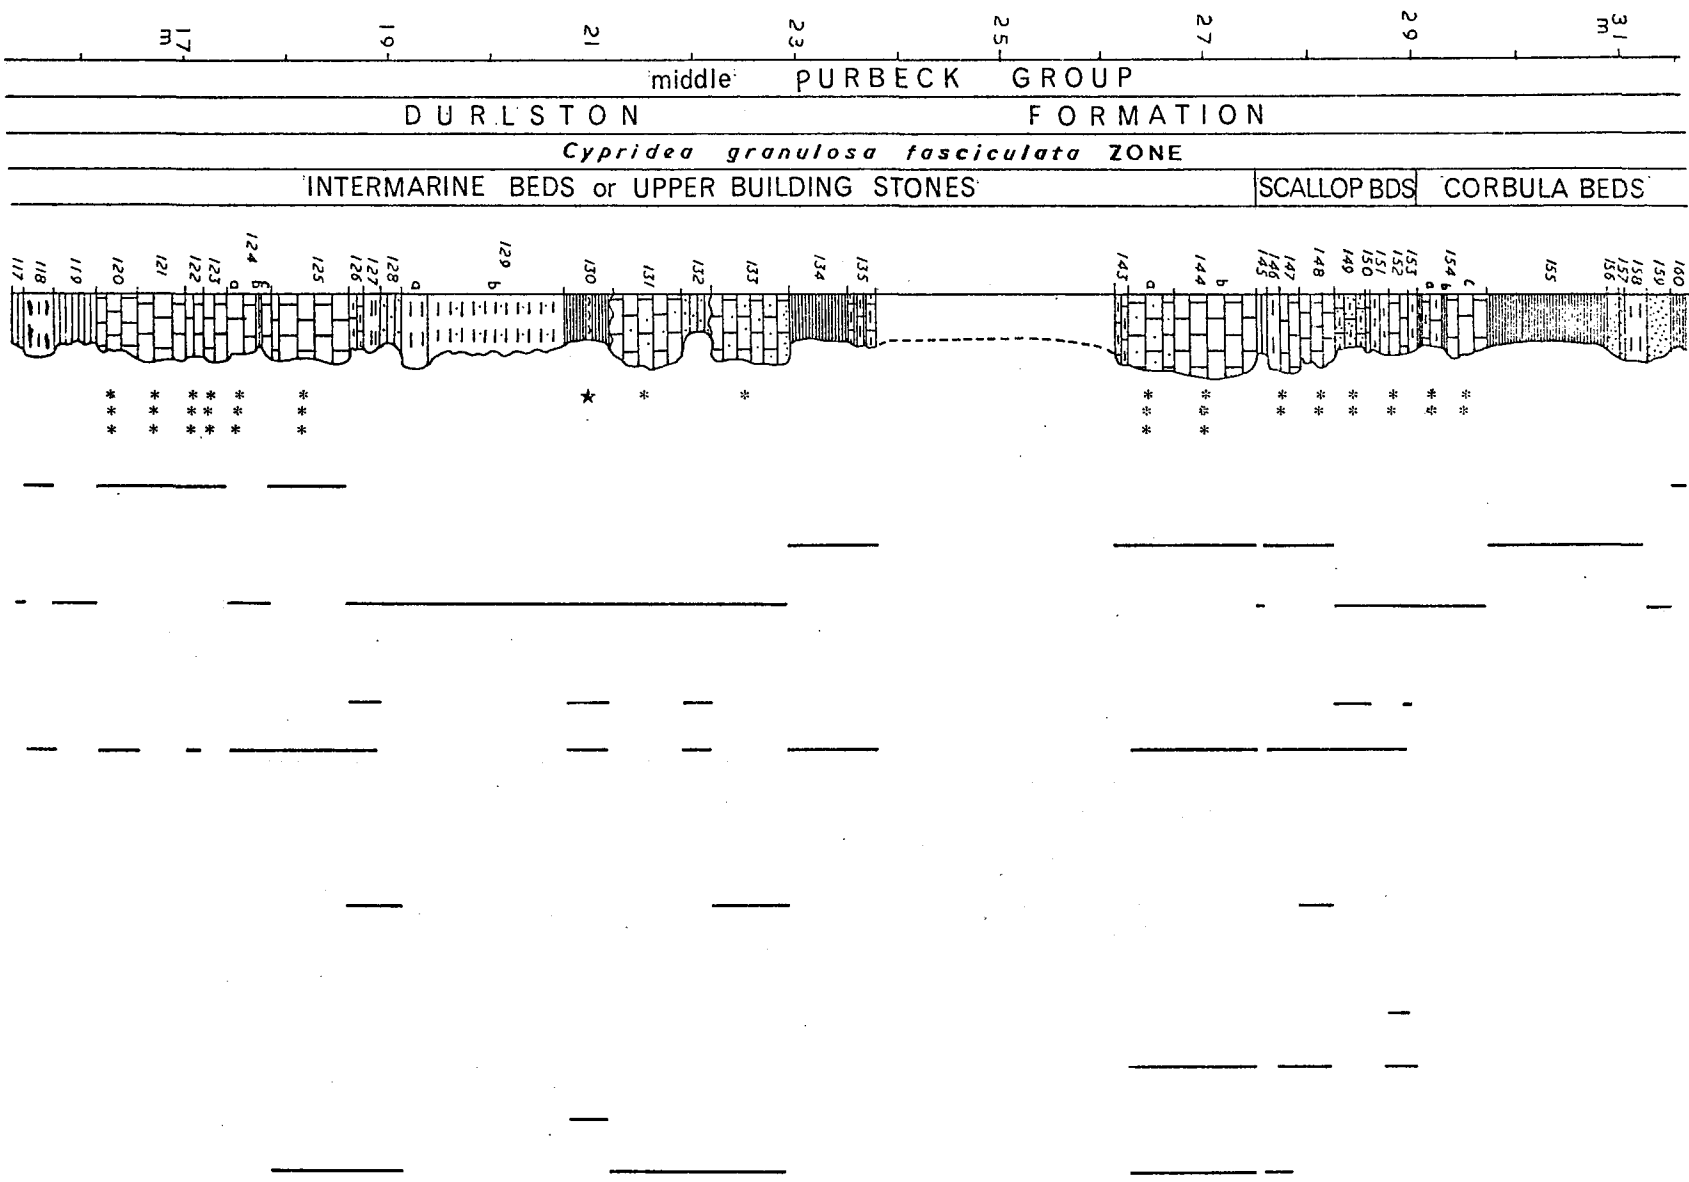 17 m 19 21 23 25 27 29 31 m
middle PURBECK GROUP
DURLSTON FORMATION
Cypridea granulosa fasciculata ZONE
INTERMARINE BEDS or UPPER BUILDING STONES SCALLOP BDS CORBULA BEDS
117 118 119 120 121 122 123 124 a b 125 126 127 128 a 129 b 130 131 132 133 134 135 143 a 144 b 145 146 147 148 149 150 151 152 153 a 154 b c 155 156 157 158 159 160